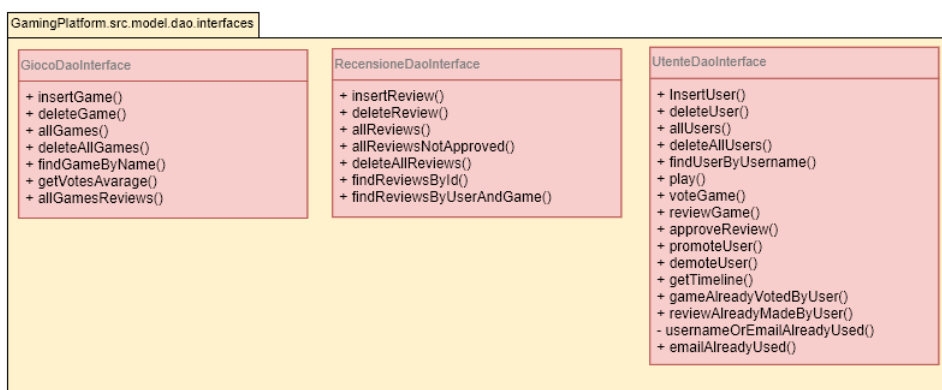 GamingPlatform.src.model.dao.interfaces
GiocoDaoInterface
+ insertGame()
+ deleteGame()
+ allGames()
+ deleteAllGames()
+ findGameByName()
+ getVotesAvarage()
+ allGamesReviews()
RecensioneDaoInterface
+ insertReview()
+ deleteReview()
+ allReviews()
+ allReviewsNotApproved()
+ deleteAllReviews()
+ findReviewsById()
+ findReviewsByUserAndGame()
UtenteDaoInterface
+ InsertUser()
+ deleteUser()
+ allUsers()
+ deleteAllUsers()
+ findUserByUsername()
+ play()
+ voteGame()
+ reviewGame()
+ approveReview()
+ promoteUser()
+ demoteUser()
+ getTimeline()
+ gameAlreadyVotedByUser()
+ reviewAlreadyMadeByUser()
- usernameOrEmailAlreadyUsed()
+ emailAlreadyUsed()